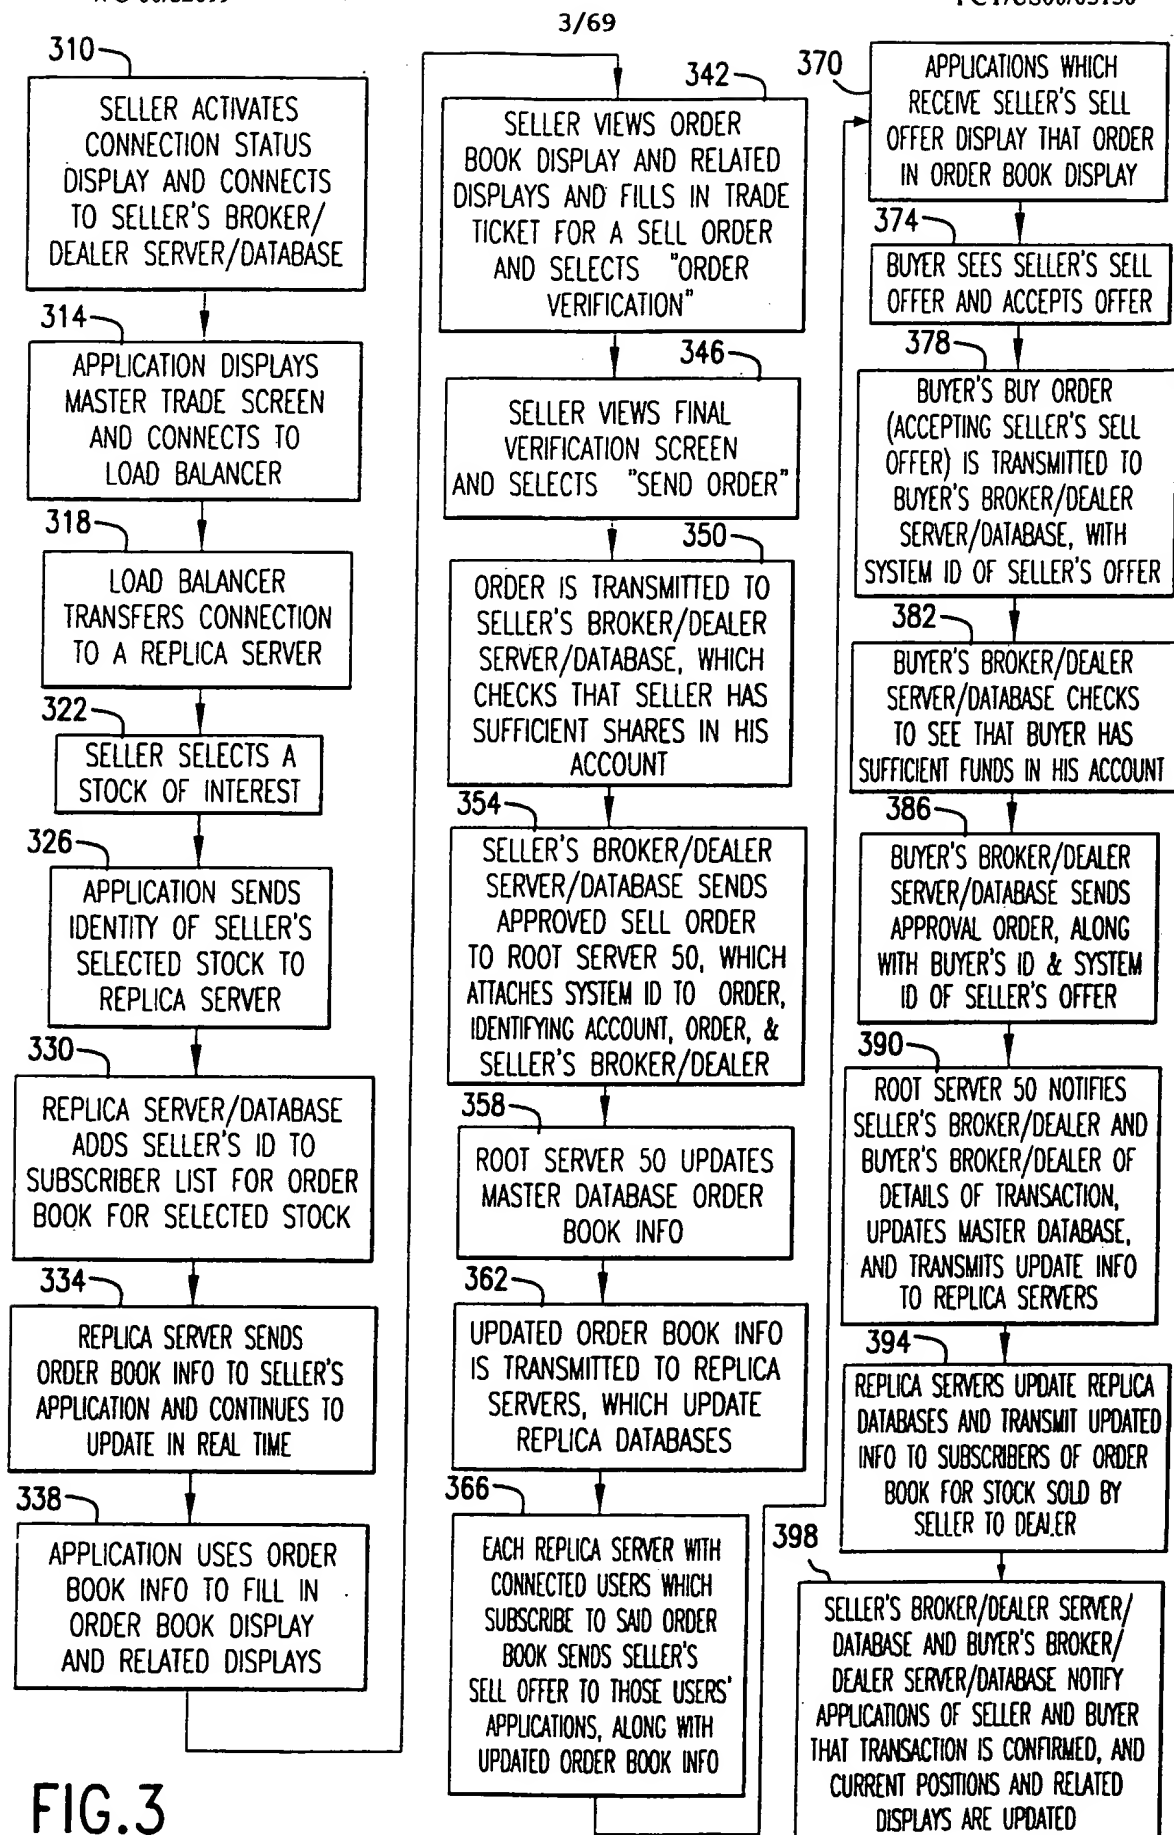 3/69
310
SELLER ACTIVATES
CONNECTION STATUS
DISPLAY AND CONNECTS
TO SELLER'S BROKER/
DEALER SERVER/DATABASE
314
APPLICATION DISPLAYS
MASTER TRADE SCREEN
AND CONNECTS TO
LOAD BALANCER
318
LOAD BALANCER
TRANSFERS CONNECTION
TO A REPLICA SERVER
322
SELLER SELECTS A
STOCK OF INTEREST
326
APPLICATION SENDS
IDENTITY OF SELLER'S
SELECTED STOCK TO
REPLICA SERVER
330
REPLICA SERVER/DATABASE
ADDS SELLER'S ID TO
SUBSCRIBER LIST FOR ORDER
BOOK FOR SELECTED STOCK
334
REPLICA SERVER SENDS
ORDER BOOK INFO TO SELLER'S
APPLICATION AND CONTINUES TO
UPDATE IN REAL TIME
338
APPLICATION USES ORDER
BOOK INFO TO FILL IN
ORDER BOOK DISPLAY
AND RELATED DISPLAYS
342
SELLER VIEWS ORDER
BOOK DISPLAY AND RELATED
DISPLAYS AND FILLS IN TRADE
TICKET FOR A SELL ORDER
AND SELECTS "ORDER
VERIFICATION"
346
SELLER VIEWS FINAL
VERIFICATION SCREEN
AND SELECTS "SEND ORDER"
350
ORDER IS TRANSMITTED TO
SELLER'S BROKER/DEALER
SERVER/DATABASE, WHICH
CHECKS THAT SELLER HAS
SUFFICIENT SHARES IN HIS
ACCOUNT
354
SELLER'S BROKER/DEALER
SERVER/DATABASE SENDS
APPROVED SELL ORDER
TO ROOT SERVER 50, WHICH
ATTACHES SYSTEM ID TO ORDER,
IDENTIFYING ACCOUNT, ORDER, &
SELLER'S BROKER/DEALER
358
ROOT SERVER 50 UPDATES
MASTER DATABASE ORDER
BOOK INFO
362
UPDATED ORDER BOOK INFO
IS TRANSMITTED TO REPLICA
SERVERS, WHICH UPDATE
REPLICA DATABASES
366
EACH REPLICA SERVER WITH
CONNECTED USERS WHICH
SUBSCRIBE TO SAID ORDER
BOOK SENDS SELLER'S
SELL OFFER TO THOSE USERS'
APPLICATIONS, ALONG WITH
UPDATED ORDER BOOK INFO
370
APPLICATIONS WHICH
RECEIVE SELLER'S SELL
OFFER DISPLAY THAT ORDER
IN ORDER BOOK DISPLAY
374
BUYER SEES SELLER'S SELL
OFFER AND ACCEPTS OFFER
378
BUYER'S BUY ORDER
(ACCEPTING SELLER'S SELL
OFFER) IS TRANSMITTED TO
BUYER'S BROKER/DEALER
SERVER/DATABASE, WITH
SYSTEM ID OF SELLER'S OFFER
382
BUYER'S BROKER/DEALER
SERVER/DATABASE CHECKS
TO SEE THAT BUYER HAS
SUFFICIENT FUNDS IN HIS ACCOUNT
386
BUYER'S BROKER/DEALER
SERVER/DATABASE SENDS
APPROVAL ORDER, ALONG
WITH BUYER'S ID & SYSTEM
ID OF SELLER'S OFFER
390
ROOT SERVER 50 NOTIFIES
SELLER'S BROKER/DEALER AND
BUYER'S BROKER/DEALER OF
DETAILS OF TRANSACTION,
UPDATES MASTER DATABASE,
AND TRANSMITS UPDATE INFO
TO REPLICA SERVERS
394
REPLICA SERVERS UPDATE REPLICA
DATABASES AND TRANSMIT UPDATED
INFO TO SUBSCRIBERS OF ORDER
BOOK FOR STOCK SOLD BY
SELLER TO DEALER
398
SELLER'S BROKER/DEALER SERVER/
DATABASE AND BUYER'S BROKER/
DEALER SERVER/DATABASE NOTIFY
APPLICATIONS OF SELLER AND BUYER
THAT TRANSACTION IS CONFIRMED, AND
CURRENT POSITIONS AND RELATED
DISPLAYS ARE UPDATED
FIG.3